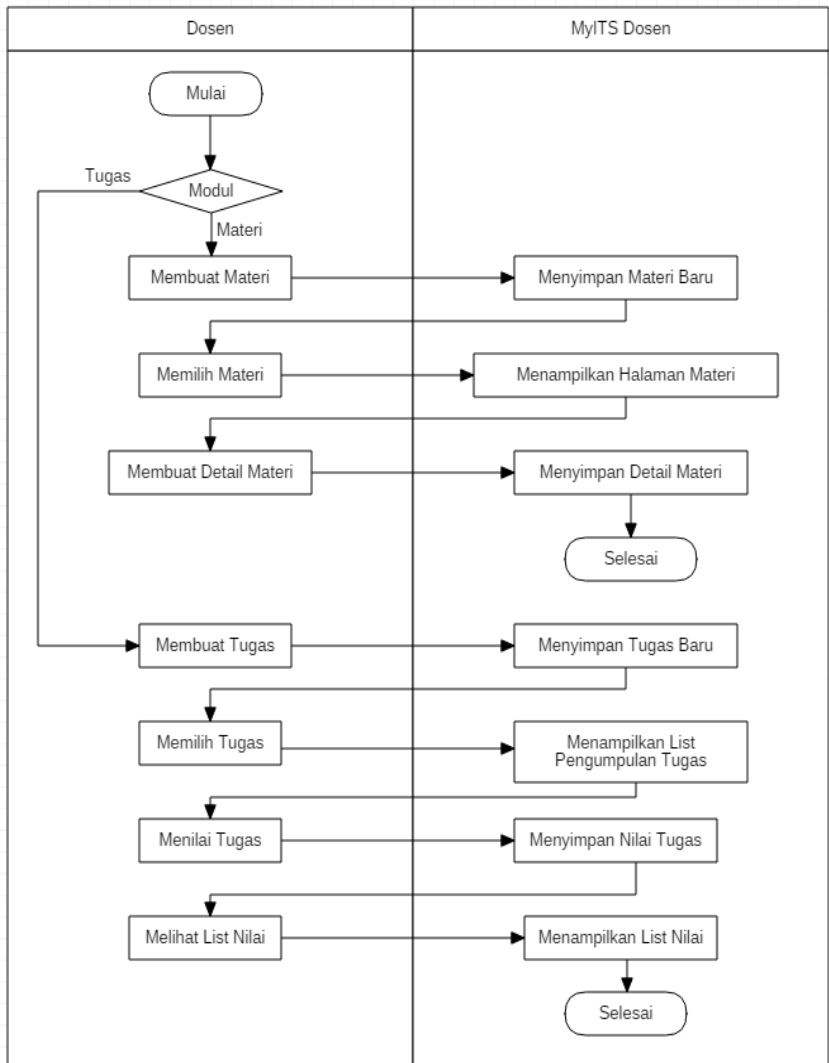 Dosen
MyITS Dosen
Mulai
Tugas
Modul
Materi
Membuat Materi
Menyimpan Materi Baru
Memilih Materi
Menampilkan Halaman Materi
Membuat Detail Materi
Menyimpan Detail Materi
Selesai
Membuat Tugas
Menyimpan Tugas Baru
Memilih Tugas
Menampilkan List
Pengumpulan Tugas
Menilai Tugas
Menyimpan Nilai Tugas
Melihat List Nilai
Menampilkan List Nilai
Selesai